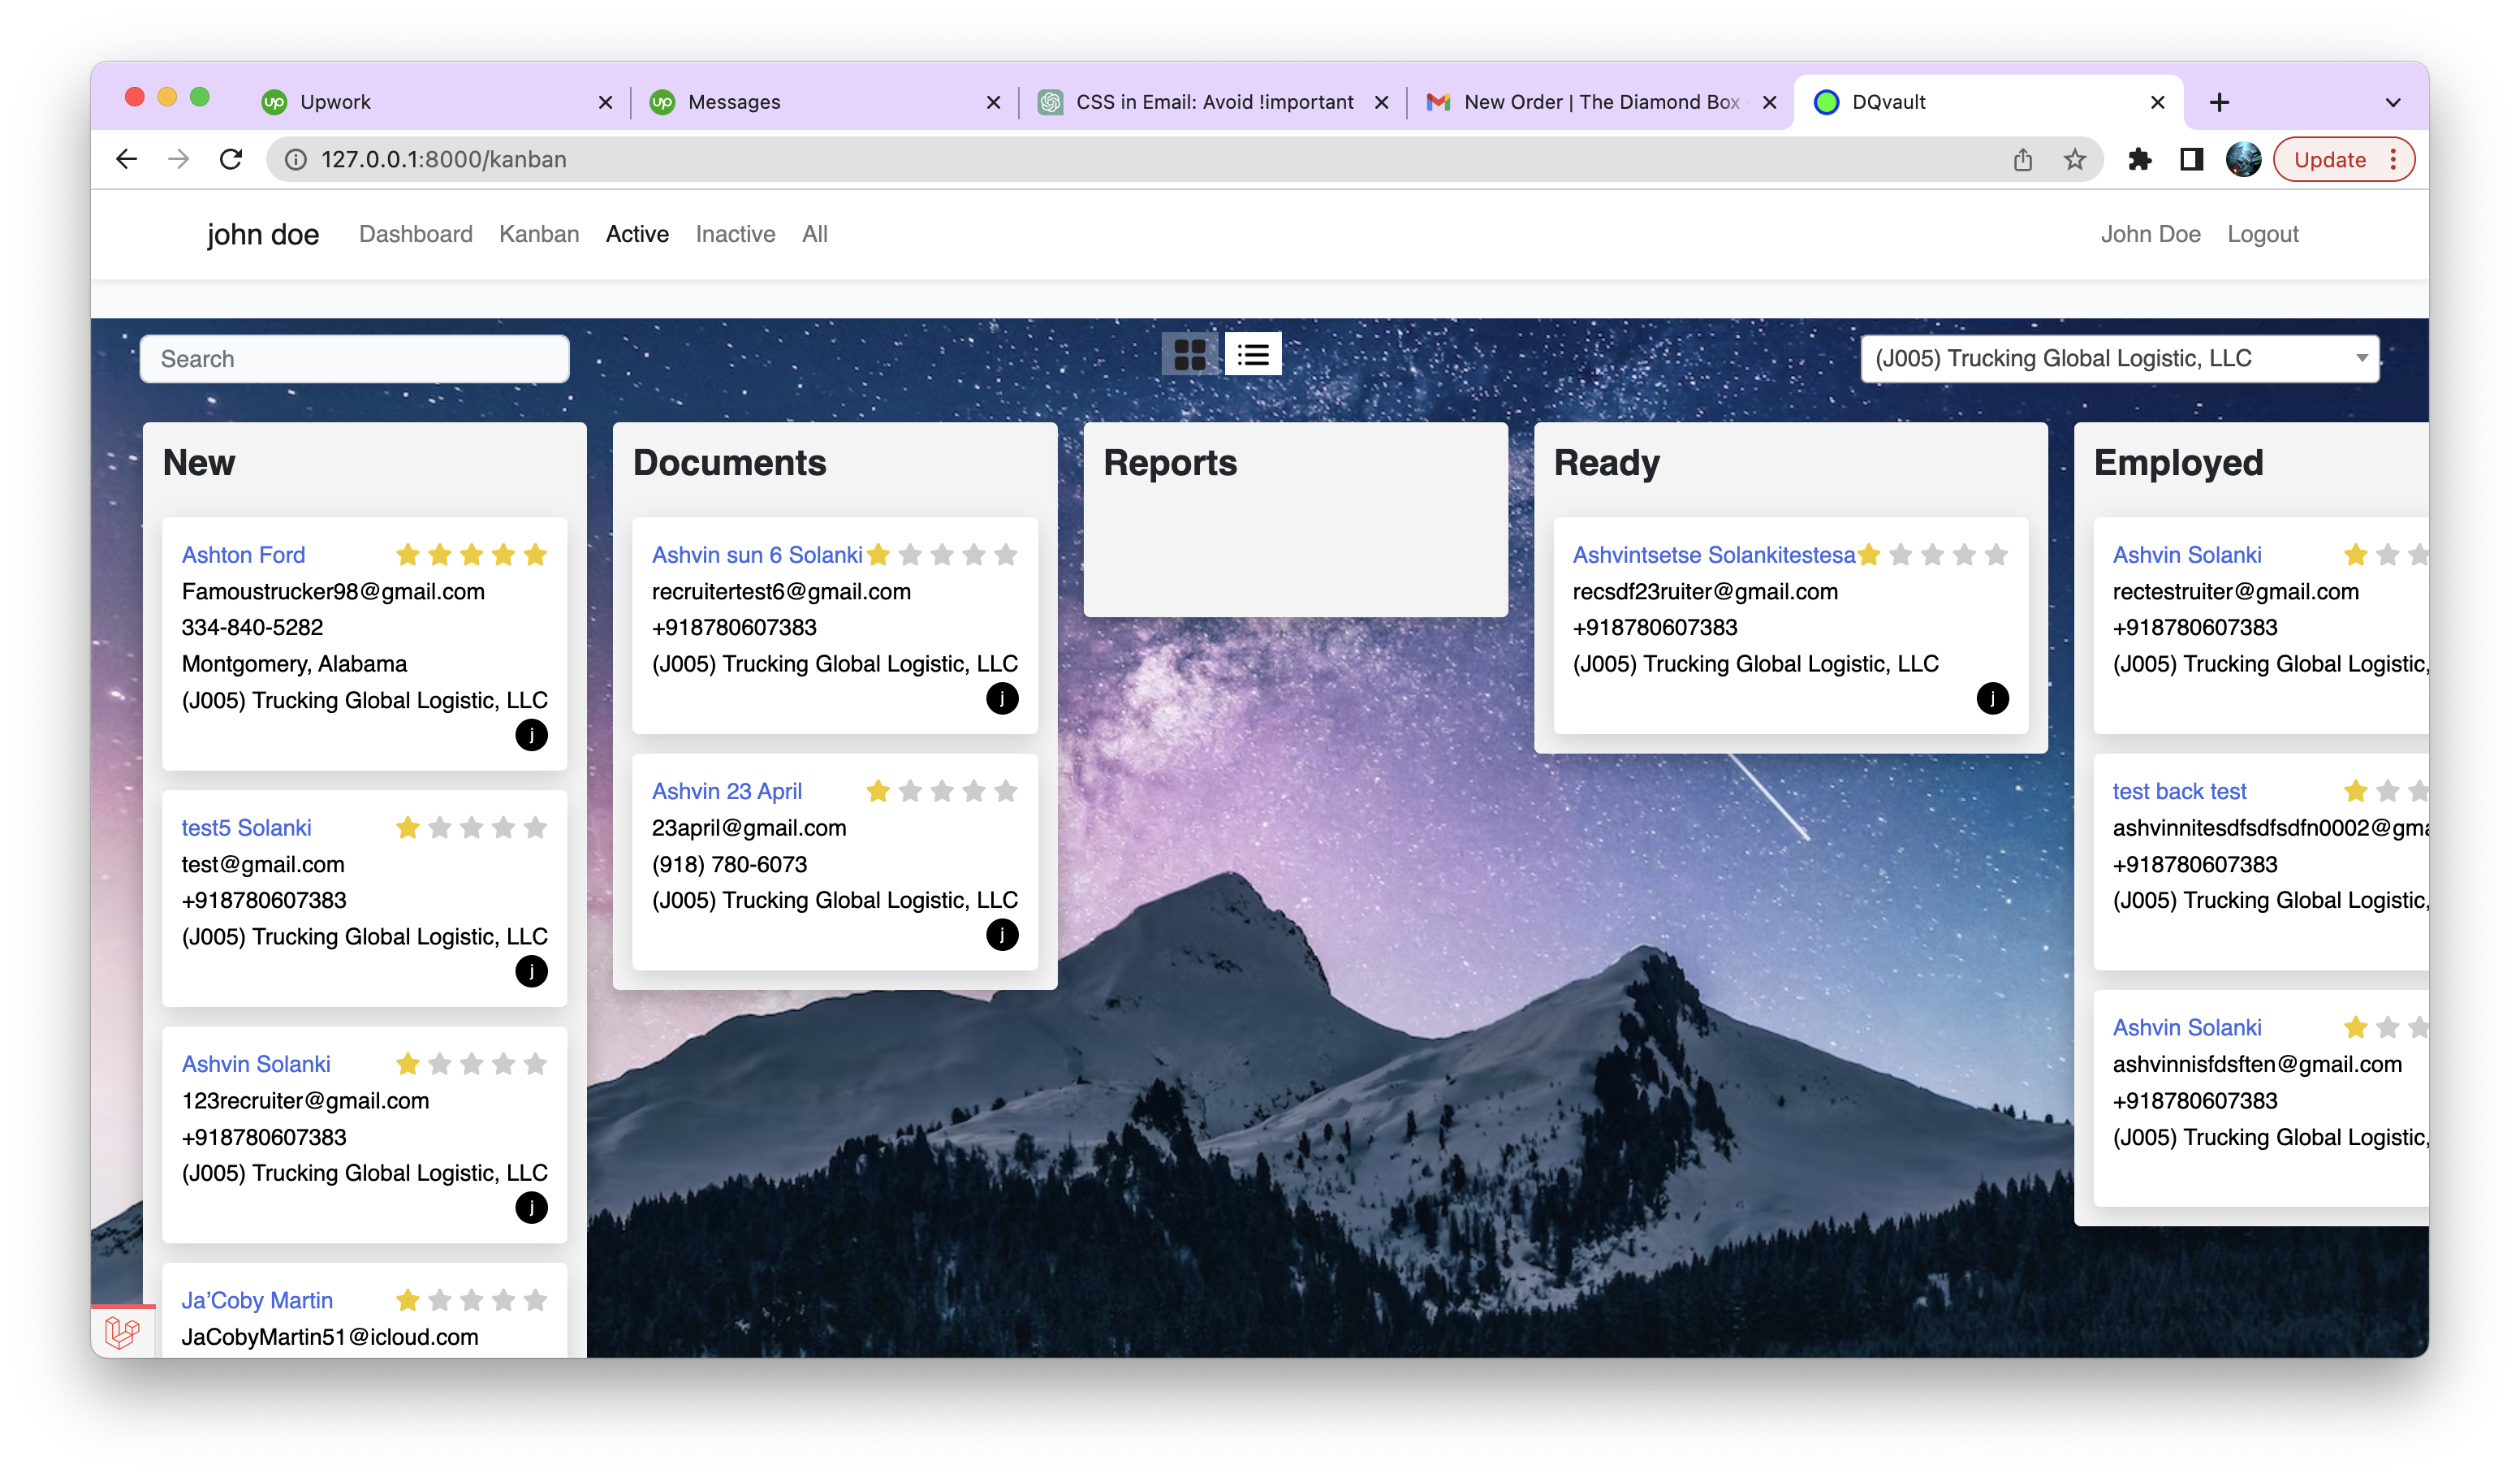 Upwork
Messages
CSS in Email: Avoid !important
New Order | The Diamond Box
DQvault
127.0.0.1:8000/kanban
Update
john doe
Dashboard
Kanban
Active
Inactive
All
John Doe
Logout
Search
(J005) Trucking Global Logistic, LLC
New
Ashton Ford
Famoustrucker98@gmail.com
334-840-5282
Montgomery, Alabama
(J005) Trucking Global Logistic, LLC
j
test5 Solanki
test@gmail.com
+918780607383
(J005) Trucking Global Logistic, LLC
j
Ashvin Solanki
123recruiter@gmail.com
+918780607383
(J005) Trucking Global Logistic, LLC
j
Ja’Coby Martin
JaCobyMartin51@icloud.com
Documents
Ashvin sun 6 Solanki
recruitertest6@gmail.com
+918780607383
(J005) Trucking Global Logistic, LLC
j
Ashvin 23 April
23april@gmail.com
(918) 780-6073
(J005) Trucking Global Logistic, LLC
j
Reports
Ready
Ashvintsetse Solankitestesa
recsdf23ruiter@gmail.com
+918780607383
(J005) Trucking Global Logistic, LLC
j
Employed
Ashvin Solanki
rectestruiter@gmail.com
+918780607383
(J005) Trucking Global Logistic,
test back test
ashvinnitesdfsdfsdfn0002@gma
+918780607383
(J005) Trucking Global Logistic,
Ashvin Solanki
ashvinnisfdsften@gmail.com
+918780607383
(J005) Trucking Global Logistic,